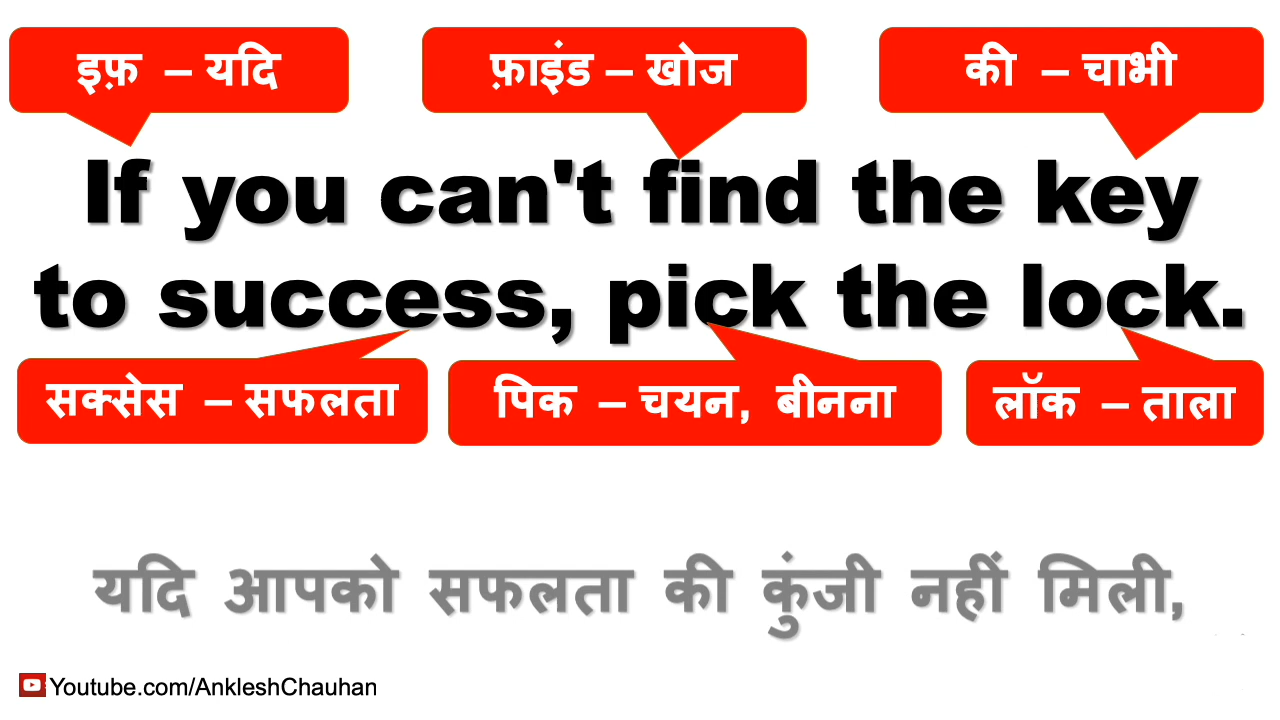 इफ़ – यदि
फ़ाइंड – खोज
की – चाभी
If you can't find the key
to success, pick the lock.
सक्सेस – सफलता
पिक – चयन, बीनना
लॉक – ताला
यदि आपको सफलता की कुंजी नहीं मिली,
Youtube.com/AnkleshChauhan